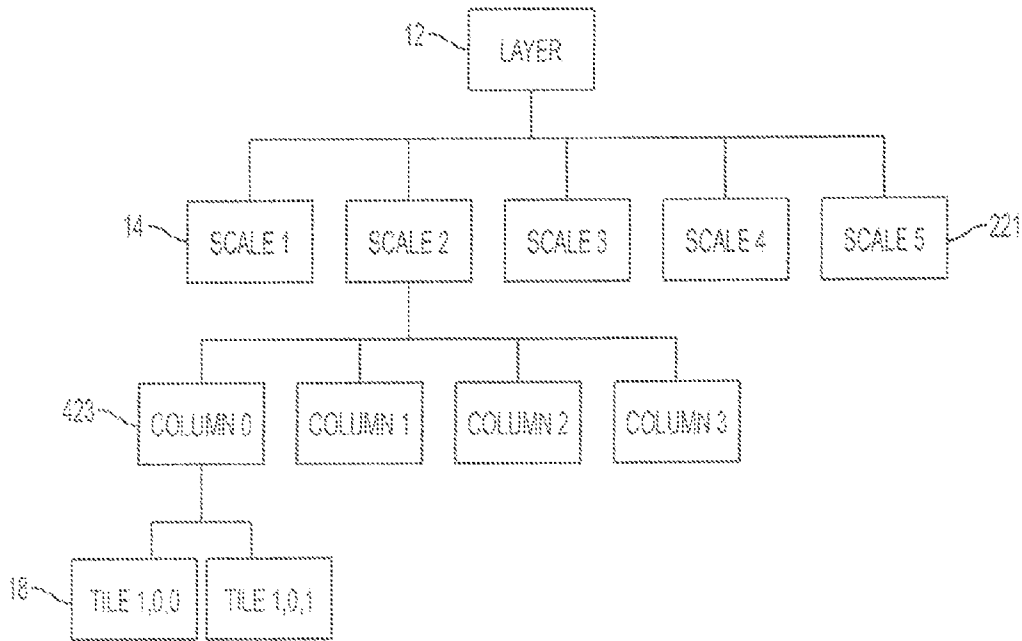 12
LAYER
14
SCALE 1
SCALE 2
SCALE 3
SCALE 4
SCALE 5
221
423
COLUMN 0
COLUMN 1
COLUMN 2
COLUMN 3
18
TILE 1,0,0
TILE 1,0,1